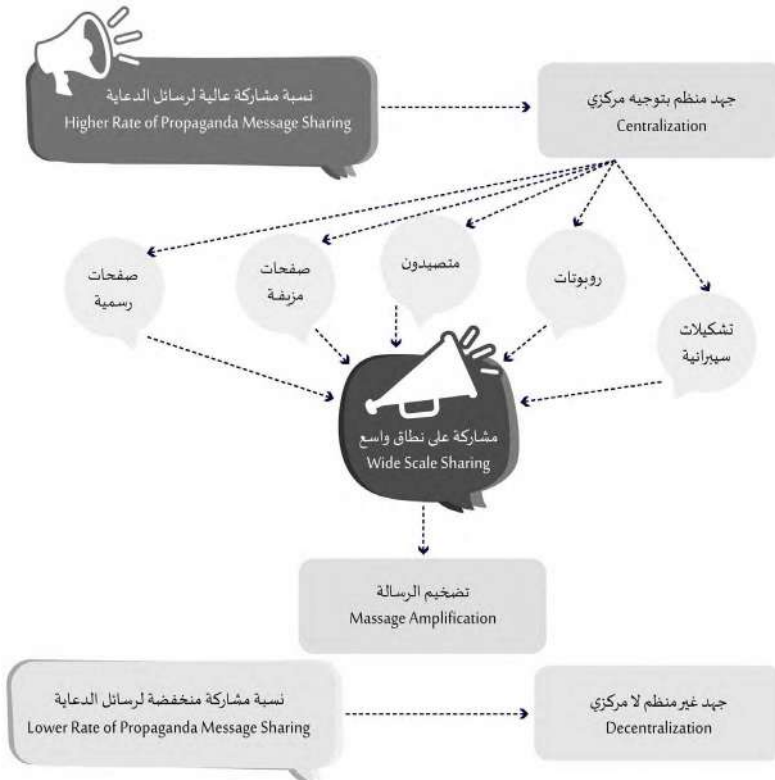 نسبة مشاركة عالية لرسائل الدعاية
Higher Rate of Propaganda Message Sharing
جهد منظم بتوجيه مركزي
Centralization
صفحات
رسمية
صفحات
مزيفة
متصيدون
روبوتات
تشكيلات
سيبرانية
مشاركة على نطاق واسع
Wide Scale Sharing
تضخيم الرسالة
Massage Amplification
نسبة مشاركة منخفضة لرسائل الدعاية
Lower Rate of Propaganda Message Sharing
جهد غير منظم لا مركزي
Decentralization